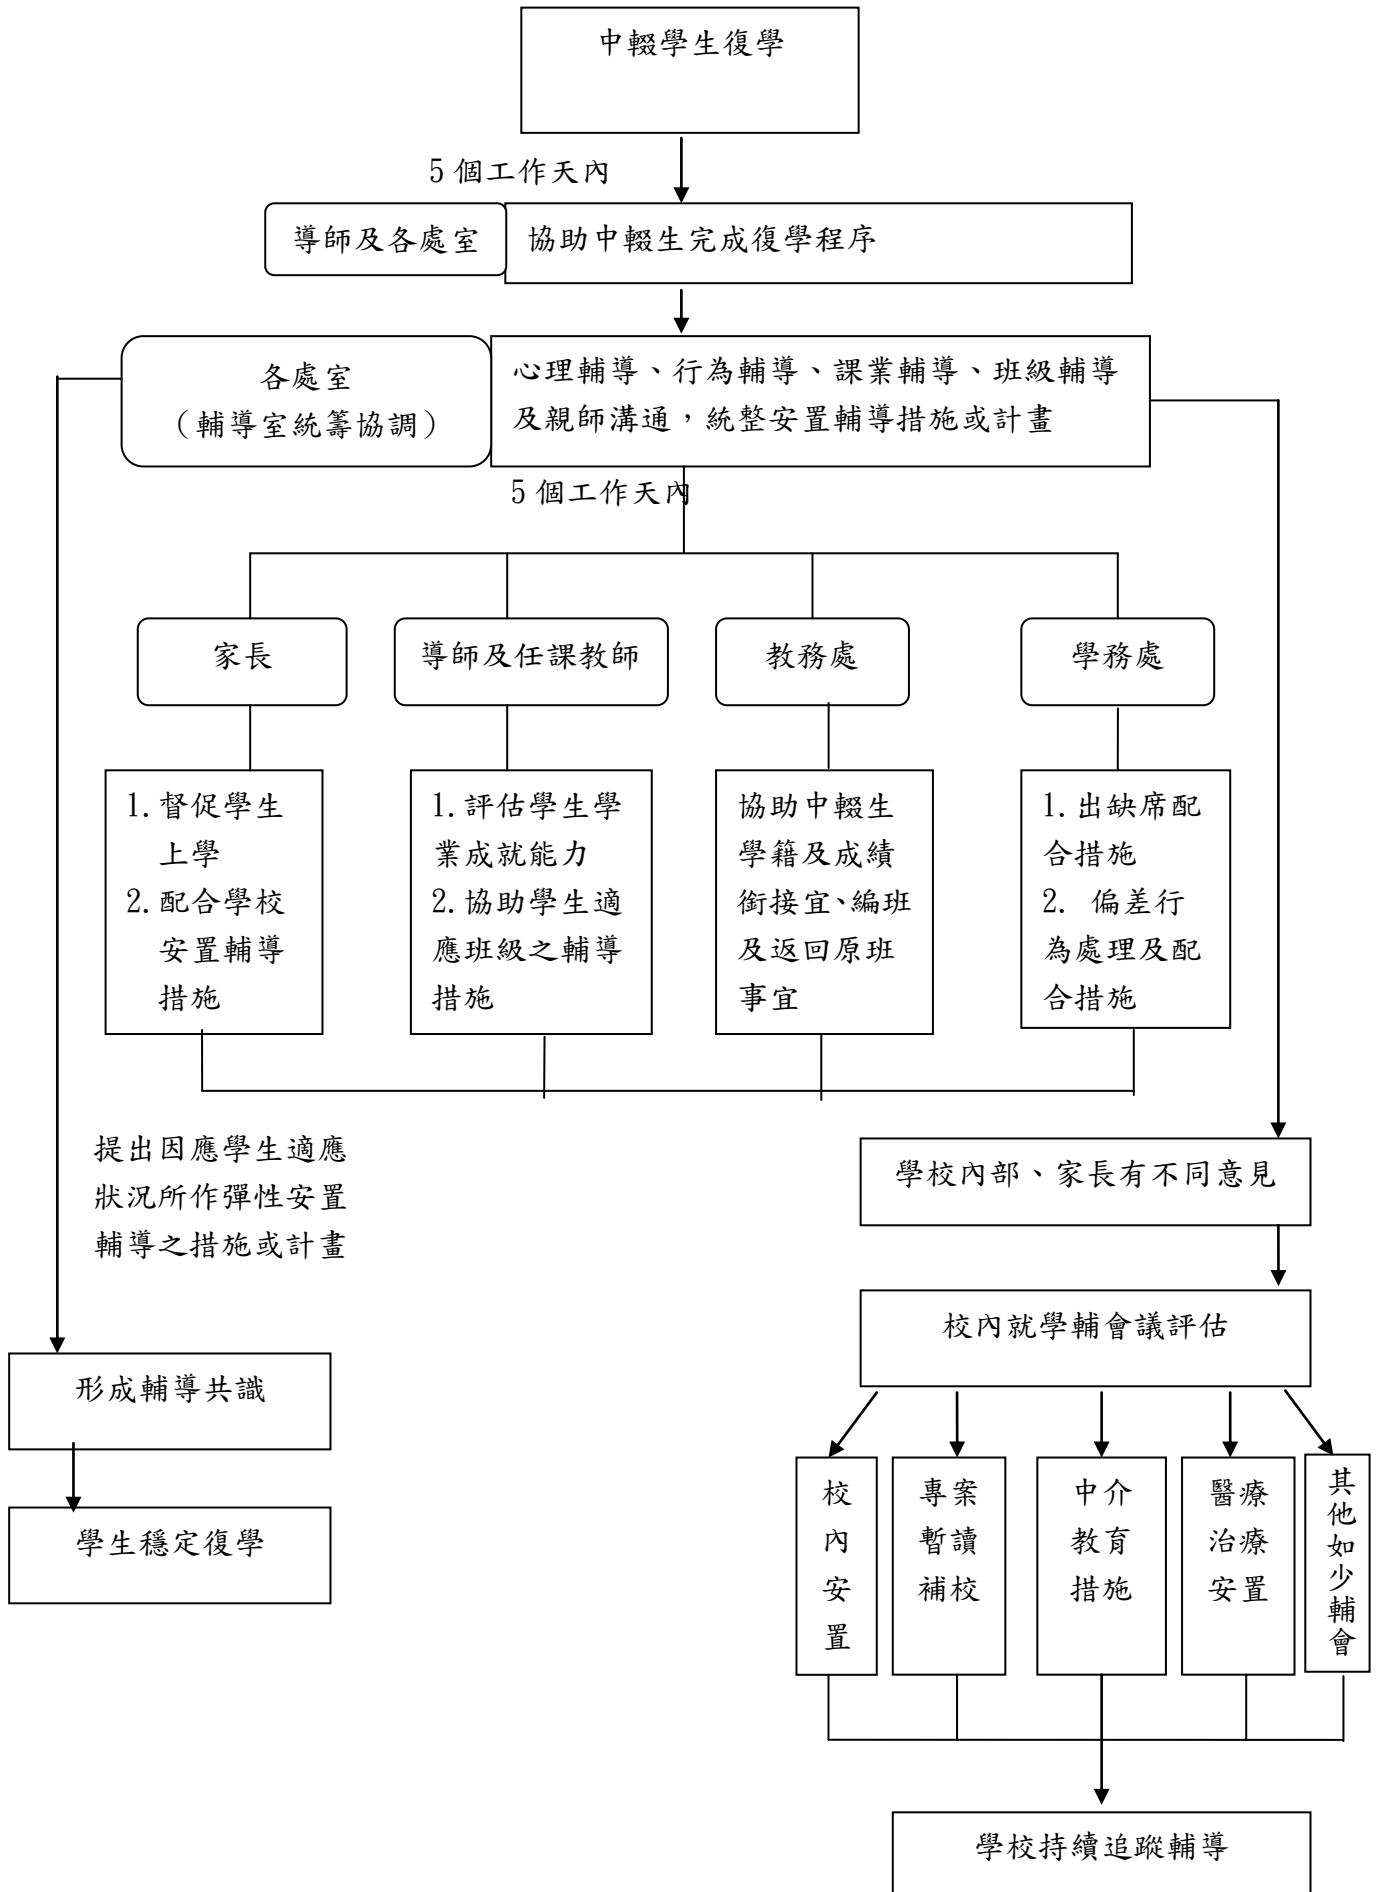 中輟學生復學
5個工作天內
導師及各處室
協助中輟生完成復學程序
各處室
（輔導室統籌協調）
心理輔導、行為輔導、課業輔導、班級輔導
及親師溝通，統整安置輔導措施或計畫
5個工作天內
家長
導師及任課教師
教務處
學務處
1.督促學生
上學
2.配合學校
安置輔導
措施
1.評估學生學
業成就能力
2.協助學生適
應班級之輔導
措施
協助中輟生
學籍及成績
銜接宜、編班
及返回原班
事宜
1.出缺席配
合措施
2. 偏差行
為處理及配
合措施
提出因應學生適應
狀況所作彈性安置
輔導之措施或計畫
形成輔導共識
學生穩定復學
學校內部、家長有不同意見
校內就學輔會議評估
校
內
安
置
專案
暫讀
補校
中介
教育
措施
醫療
治療
安置
其
他
如
少
輔
會
學校持續追蹤輔導